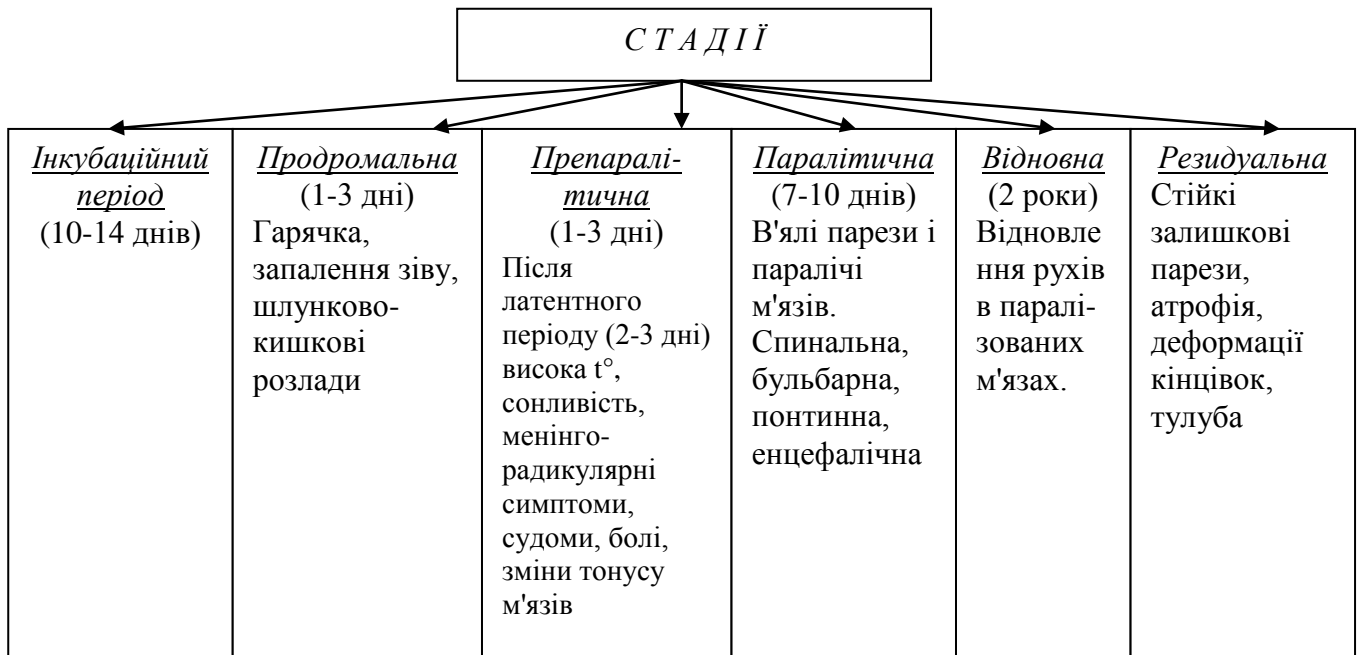 С Т А Д І Ї
Інкубаційний
період
(10-14 днів)
Продромальна
(1-3 дні)
Гарячка,
запалення зіву,
шлунково-
кишкові
розлади
Препаралі-
тична
(1-3 дні)
Після
латентного
періоду (2-3 дні)
висока t°,
сонливість,
менінго-
радикулярні
симптоми,
судоми, болі,
зміни тонусу
м'язів
Паралітична
(7-10 днів)
В'ялі парези і
паралічі
м'язів.
Спинальна,
бульбарна,
понтинна,
енцефалічна
Відновна
(2 роки)
Відновле
ння рухів
в паралі-
зованих
м'язах.
Резидуальна
Стійкі
залишкові
парези,
атрофія,
деформації
кінцівок,
тулуба